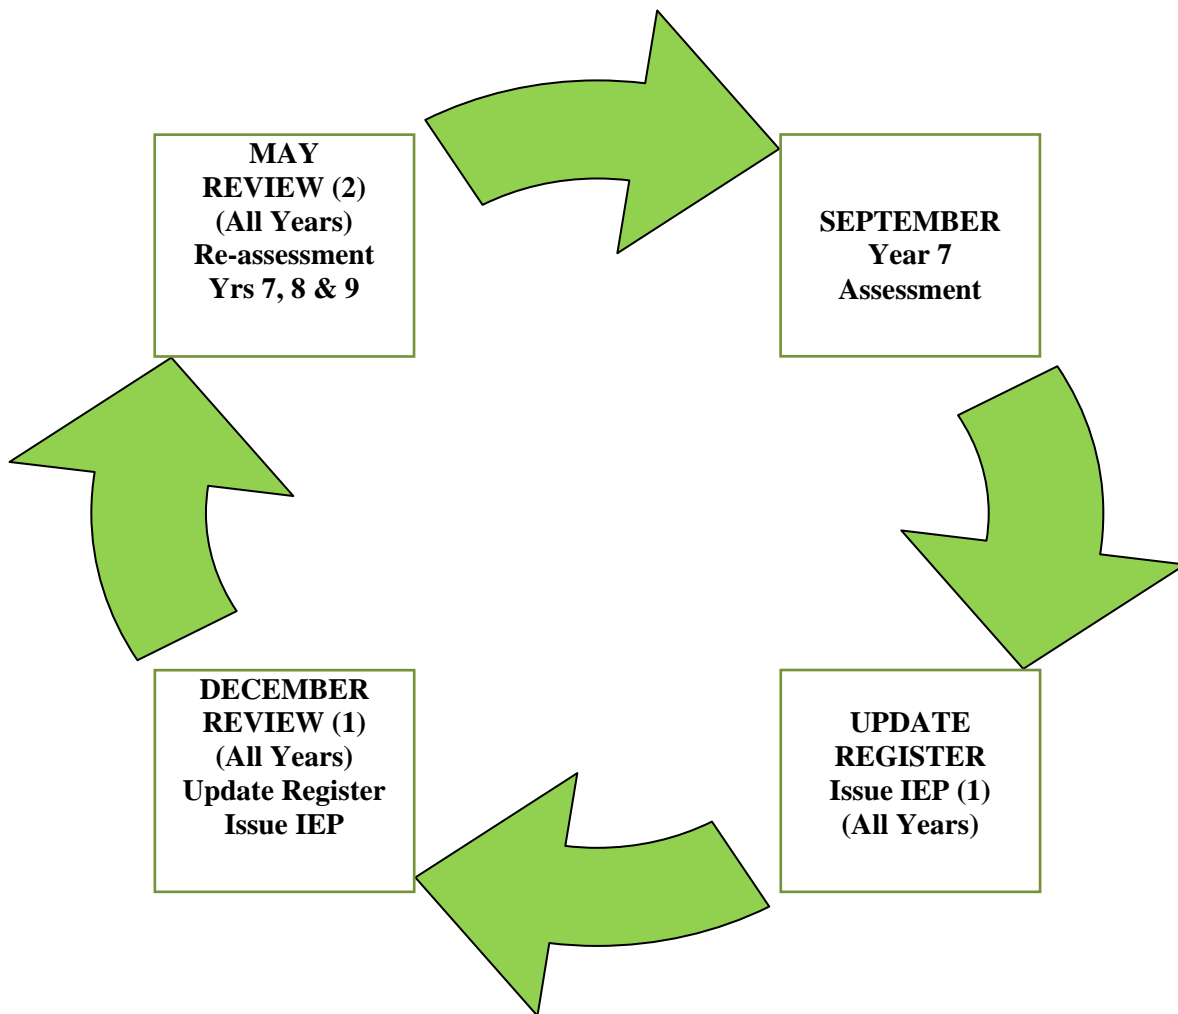 MAY
REVIEW (2)
(All Years)
Re-assessment
Yrs 7, 8 & 9
SEPTEMBER
Year 7
Assessment
DECEMBER
REVIEW (1)
(All Years)
Update Register
Issue IEP
UPDATE
REGISTER
Issue IEP (1)
(All Years)